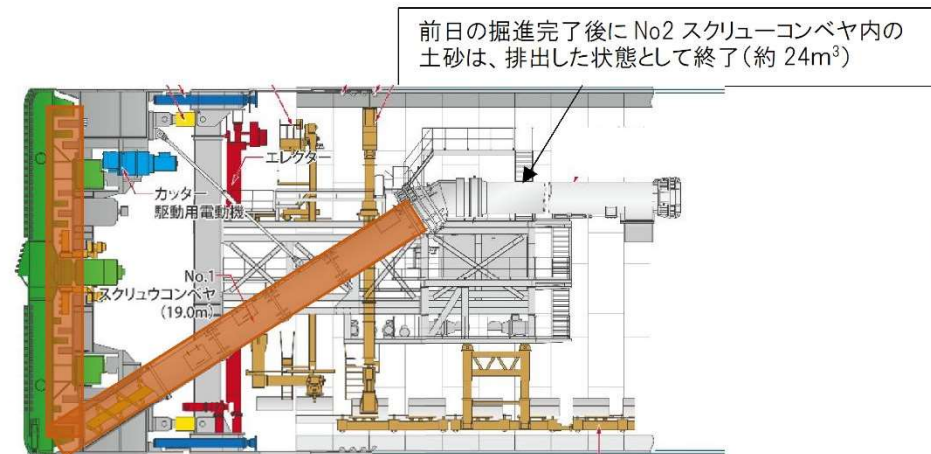 前日の掘進完了後に No2 スクリューコンベヤ内の
土砂は、排出した状態として終了(約 24m³)
エレクター
カッター
駆動用電動機
No.1
スクリュウコンベヤ
(19.0m)